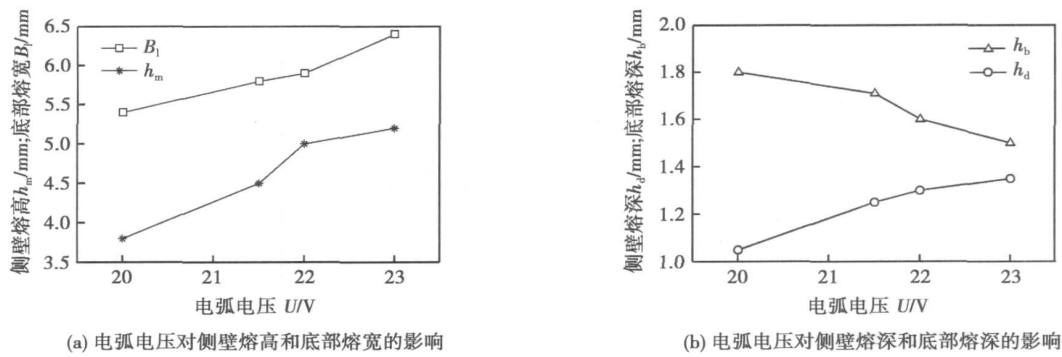 侧壁熔高hₘ/mm;底部熔宽Bₗ/mm
6.5
6.0
5.5
5.0
4.5
4.0
3.5
B₁
hₘ
20
21
22
23
电弧电压 U/V
(a) 电弧电压对侧壁熔高和底部熔宽的影响
侧壁熔深h_d/mm;底部熔深h_b/mm
2.0
1.8
1.6
1.4
1.2
1.0
h_b
h_d
20
21
22
23
电弧电压 U/V
(b) 电弧电压对侧壁熔深和底部熔深的影响